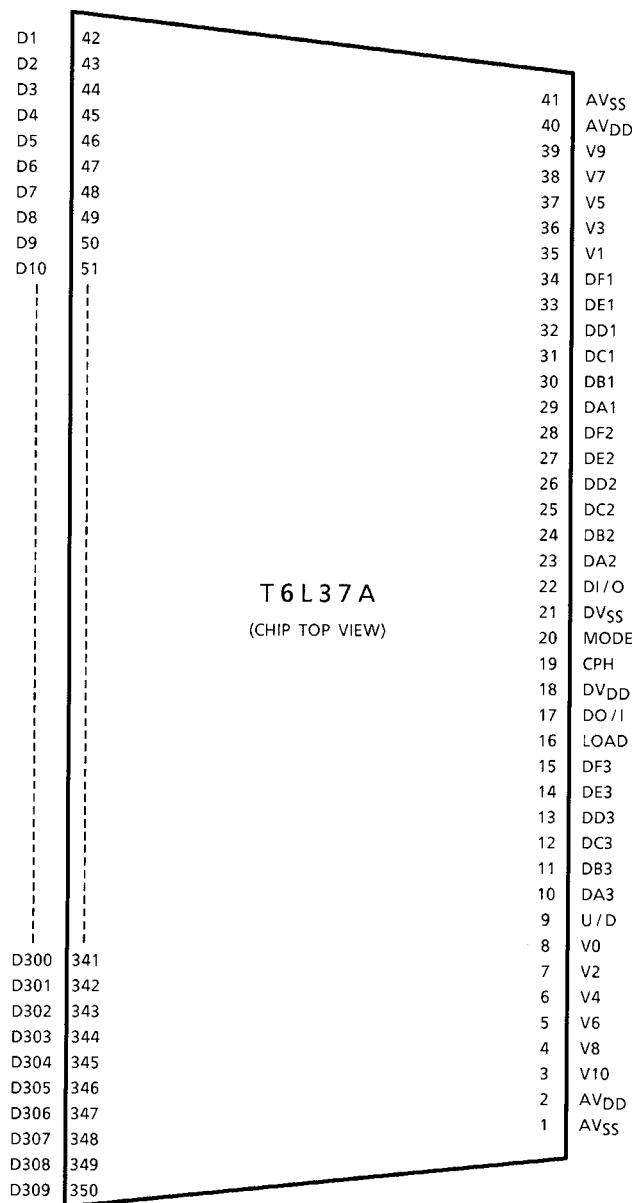 D1 42
D2 43
D3 44
D4 45
D5 46
D6 47
D7 48
D8 49
D9 50
D10 51
D300 341
D301 342
D302 343
D303 344
D304 345
D305 346
D306 347
D307 348
D308 349
D309 350
T6L37A
(CHIP TOP VIEW)
41 AVSS
40 AVDD
39 V9
38 V7
37 V5
36 V3
35 V1
34 DF1
33 DE1
32 DD1
31 DC1
30 DB1
29 DA1
28 DF2
27 DE2
26 DD2
25 DC2
24 DB2
23 DA2
22 DI/O
21 DVSS
20 MODE
19 CPH
18 DVDD
17 DO/I
16 LOAD
15 DF3
14 DE3
13 DD3
12 DC3
11 DB3
10 DA3
9 U/D
8 V0
7 V2
6 V4
5 V6
4 V8
3 V10
2 AVDD
1 AVSS